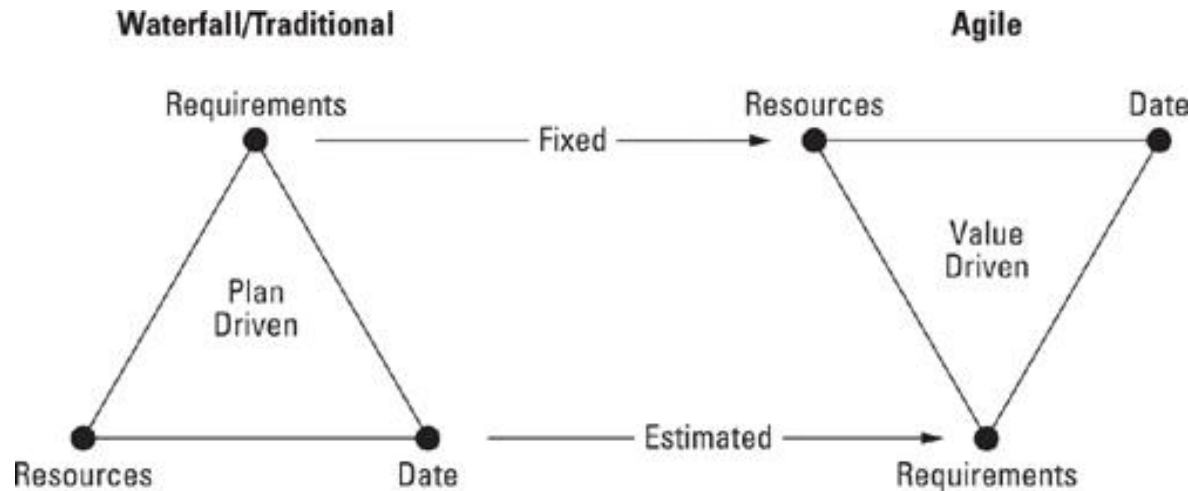 Waterfall/Traditional
Agile
Requirements
Resources
Date
Fixed
Value
Driven
Plan
Driven
Estimated
Resources
Date
Requirements